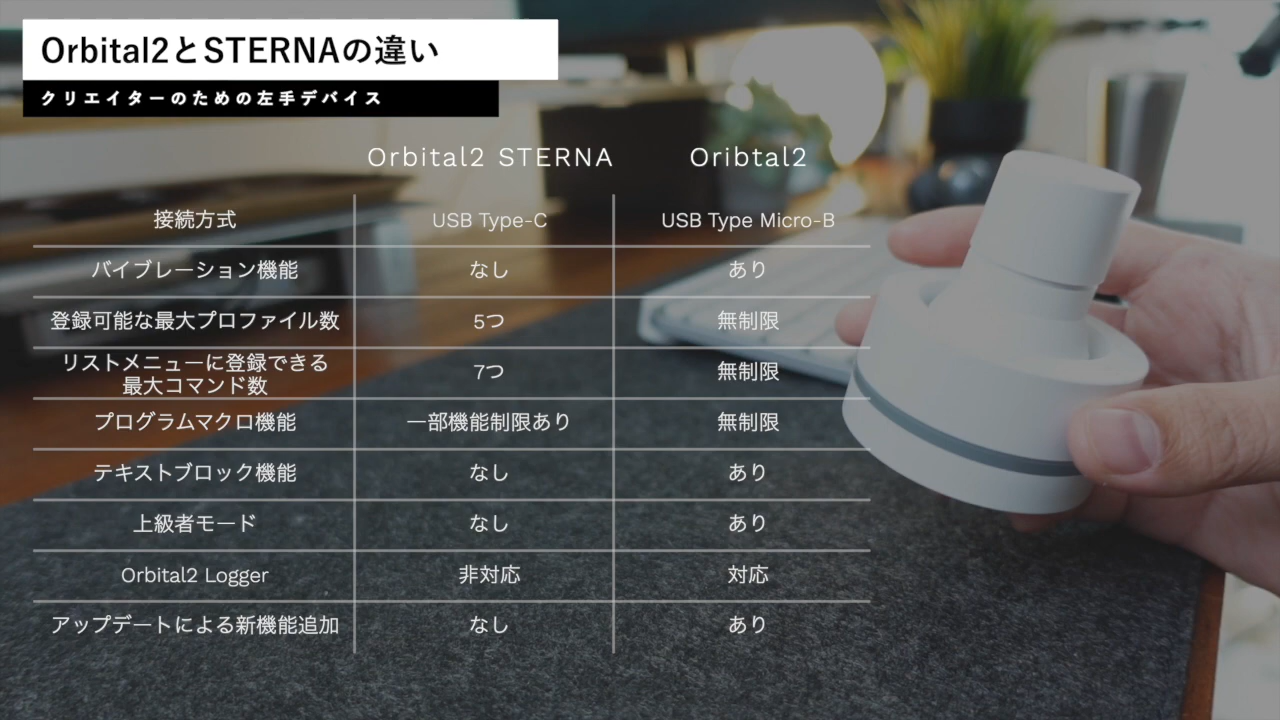 Orbital2とSTERNAの違い
クリエイターのための左手デバイス
Orbital2 STERNA Oribtal2
接続方式 USB Type-C USB Type Micro-B
バイブレーション機能 なし あり
登録可能な最大プロファイル数 5つ 無制限
リストメニューに登録できる
最大コマンド数 7つ 無制限
プログラムマクロ機能 一部機能制限あり 無制限
テキストブロック機能 なし あり
上級者モード なし あり
Orbital2 Logger 非対応 対応
アップデートによる新機能追加 なし あり